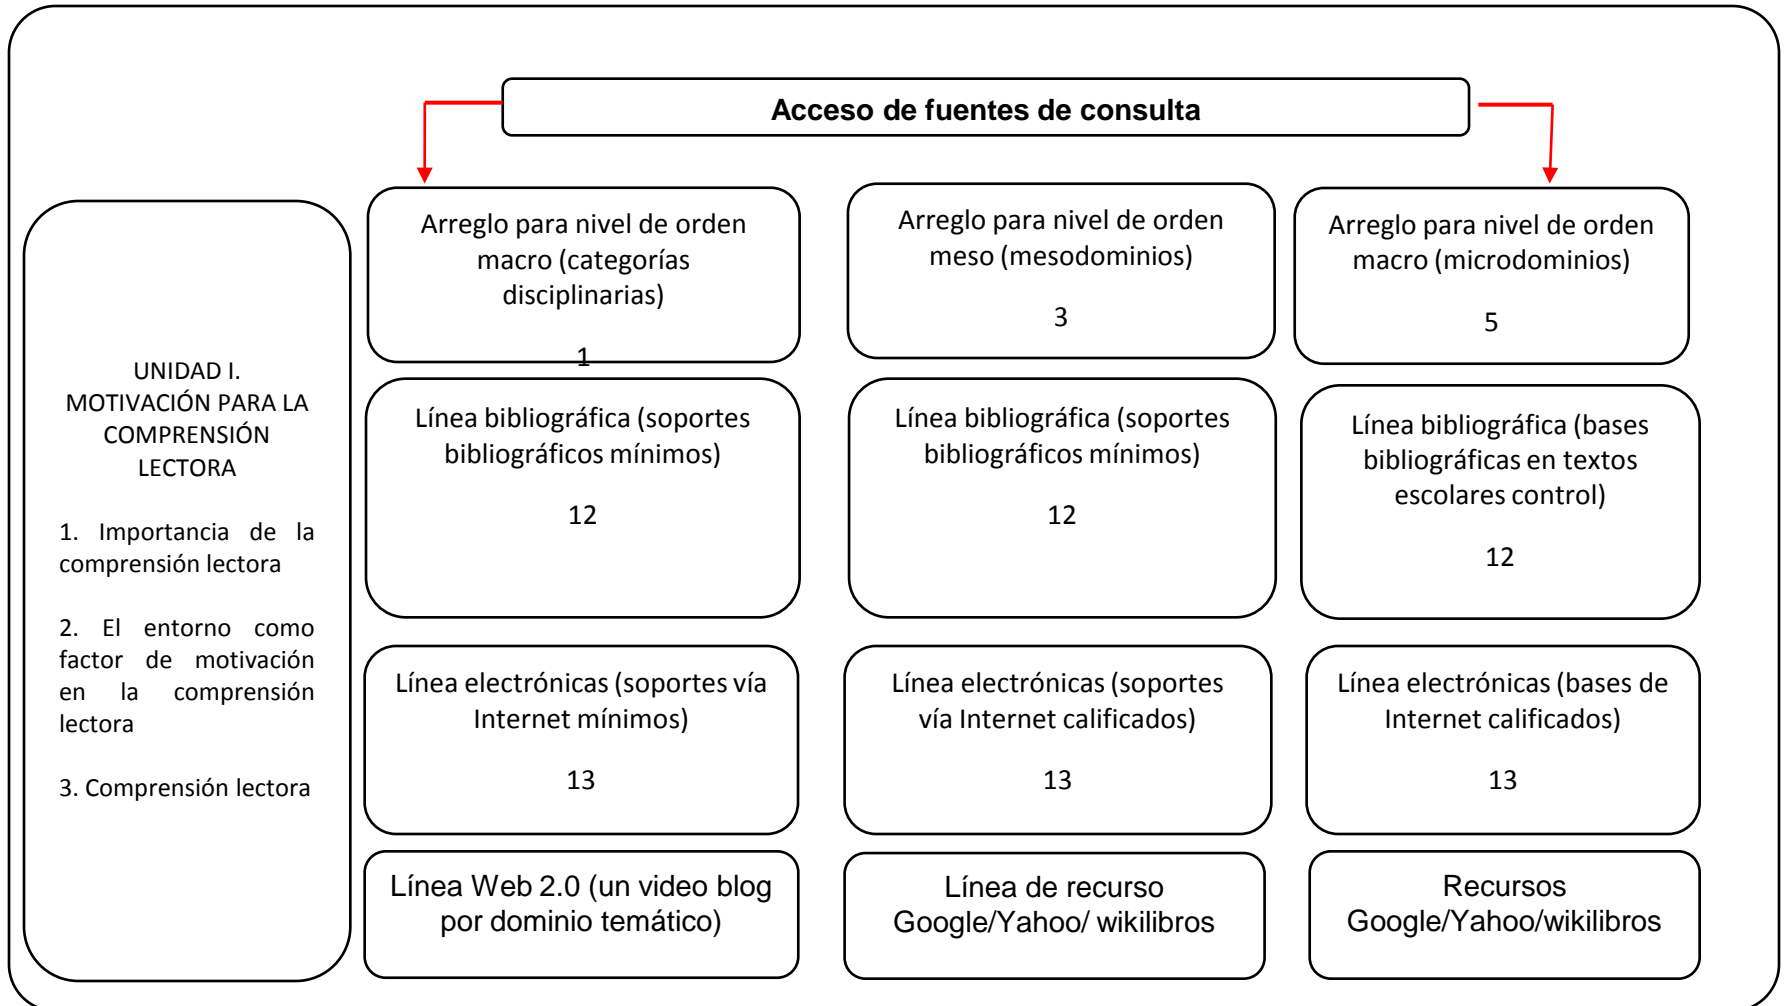 Acceso de fuentes de consulta
UNIDAD I.
MOTIVACIÓN PARA LA
COMPRENSIÓN
LECTORA
1. Importancia de la
comprensión lectora
2. El entorno como
factor de motivación
en la comprensión
lectora
3. Comprensión lectora
Arreglo para nivel de orden
macro (categorías
disciplinarias)
1
Arreglo para nivel de orden
meso (mesodominios)
3
Arreglo para nivel de orden
macro (microdominios)
5
Línea bibliográfica (soportes
bibliográficos mínimos)
12
Línea bibliográfica (soportes
bibliográficos mínimos)
12
Línea bibliográfica (bases
bibliográficas en textos
escolares control)
12
Línea electrónicas (soportes vía
Internet mínimos)
13
Línea electrónicas (soportes
vía Internet calificados)
13
Línea electrónicas (bases de
Internet calificados)
13
Línea Web 2.0 (un video blog
por dominio temático)
Línea de recurso
Google/Yahoo/ wikilibros
Recursos
Google/Yahoo/wikilibros